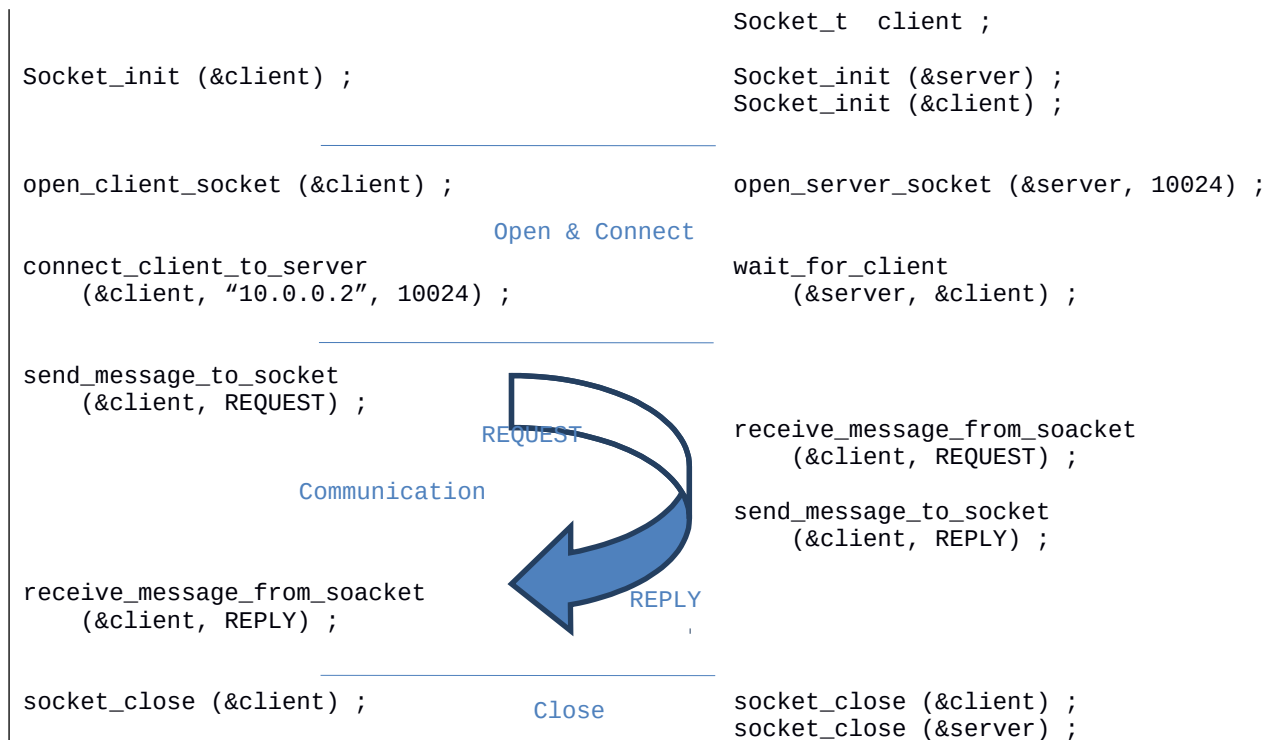 Socket_t  client ;
Socket_init (&client) ;
Socket_init (&server) ;
Socket_init (&client) ;
open_client_socket (&client) ;
open_server_socket (&server, 10024) ;
Open & Connect
connect_client_to_server
(&client, “10.0.0.2”, 10024) ;
wait_for_client
(&server, &client) ;
send_message_to_socket
(&client, REQUEST) ;
REQUEST
receive_message_from_soacket
(&client, REQUEST) ;
Communication
send_message_to_socket
(&client, REPLY) ;
receive_message_from_soacket
(&client, REPLY) ;
REPLY
socket_close (&client) ;
Close
socket_close (&client) ;
socket_close (&server) ;